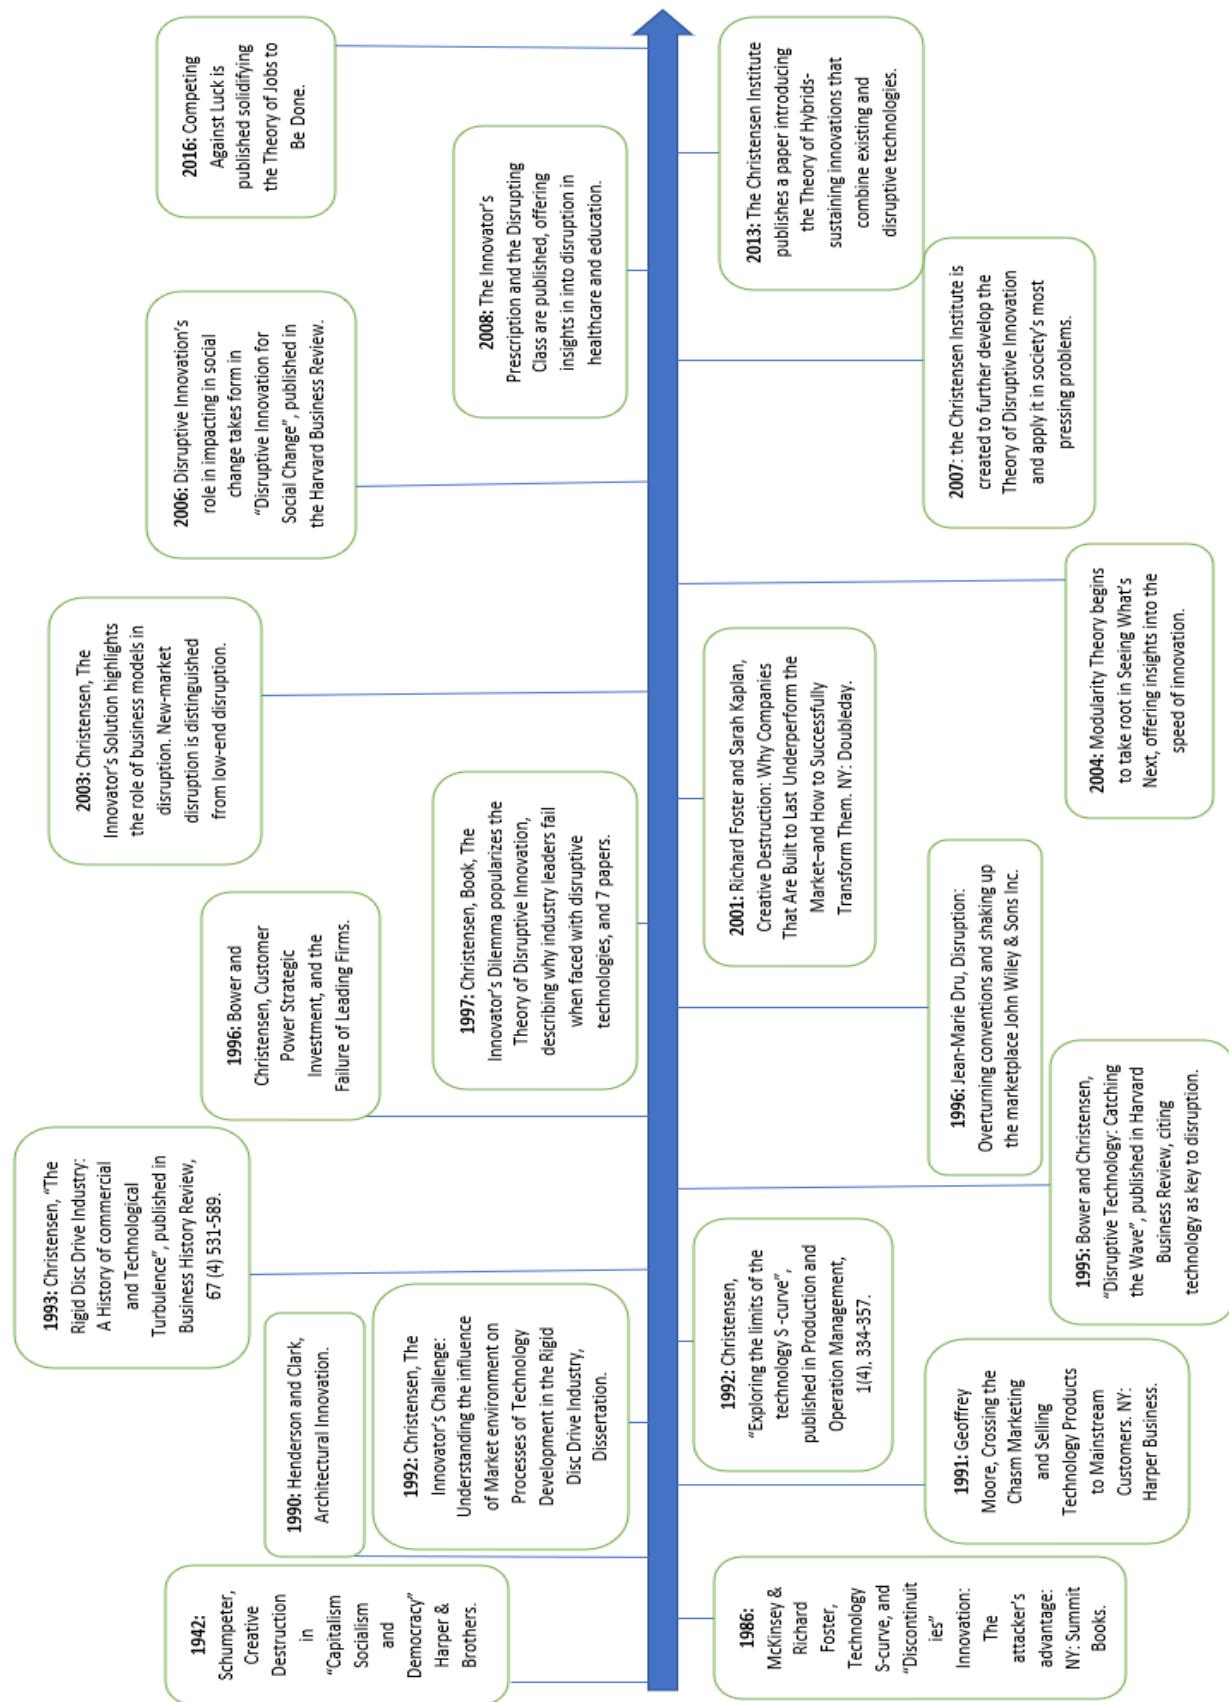 1942:
Schumpeter,
Creative
Destruction
in
“Capitalism
Socialism
and
Democracy”
Harper &
Brothers.
1986:
McKinsey &
Richard
Foster,
Technology
S-curve, and
“Discontinuit
ies”
Innovation:
The
attacker’s
advantage:
NY: Summit
Books.
1990: Henderson and Clark,
Architectural Innovation.
1991: Geoffrey
Moore, Crossing the
Chasm Marketing
and Selling
Technology Products
to Mainstream
Customers. NY:
Harper Business.
1992: Christensen, The
Innovator’s Challenge:
Understanding the influence
of Market environment on
Processes of Technology
Development in the Rigid
Disc Drive Industry,
Dissertation.
1992: Christensen,
“Exploring the limits of the
technology S -curve”,
published in Production and
Operation Management,
1(4), 334-357.
1993: Christensen, “The
Rigid Disc Drive Industry:
A History of commercial
and Technological
Turbulence”, published in
Business History Review,
67 (4) 531-589.
1995: Bower and Christensen,
“Disruptive Technology: Catching
the Wave”, published in Harvard
Business Review, citing
technology as key to disruption.
1996: Bower and
Christensen, Customer
Power Strategic
Investment, and the
Failure of Leading Firms.
1996: Jean-Marie Dru, Disruption:
Overturning conventions and shaking up
the marketplace John Wiley & Sons Inc.
1997: Christensen, Book, The
Innovator’s Dilemma popularizes the
Theory of Disruptive Innovation,
describing why industry leaders fail
when faced with disruptive
technologies, and 7 papers.
2001: Richard Foster and Sarah Kaplan,
Creative Destruction: Why Companies
That Are Built to Last Underperform the
Market–and How to Successfully
Transform Them. NY: Doubleday.
2003: Christensen, The
Innovator’s Solution highlights
the role of business models in
disruption. New-market
disruption is distinguished
from low-end disruption.
2004: Modularity Theory begins
to take root in Seeing What’s
Next, offering insights into the
speed of innovation.
2006: Disruptive Innovation’s
role in impacting in social
change takes form in
“Disruptive Innovation for
Social Change”, published in
the Harvard Business Review.
2007: the Christensen Institute is
created to further develop the
Theory of Disruptive Innovation
and apply it in society’s most
pressing problems.
2008: The Innovator’s
Prescription and the Disrupting
Class are published, offering
insights in into disruption in
healthcare and education.
2013: The Christensen Institute
publishes a paper introducing
the Theory of Hybrids-
sustaining innovations that
combine existing and
disruptive technologies.
2016: Competing
Against Luck is
published solidifying
the Theory of Jobs to
Be Done.